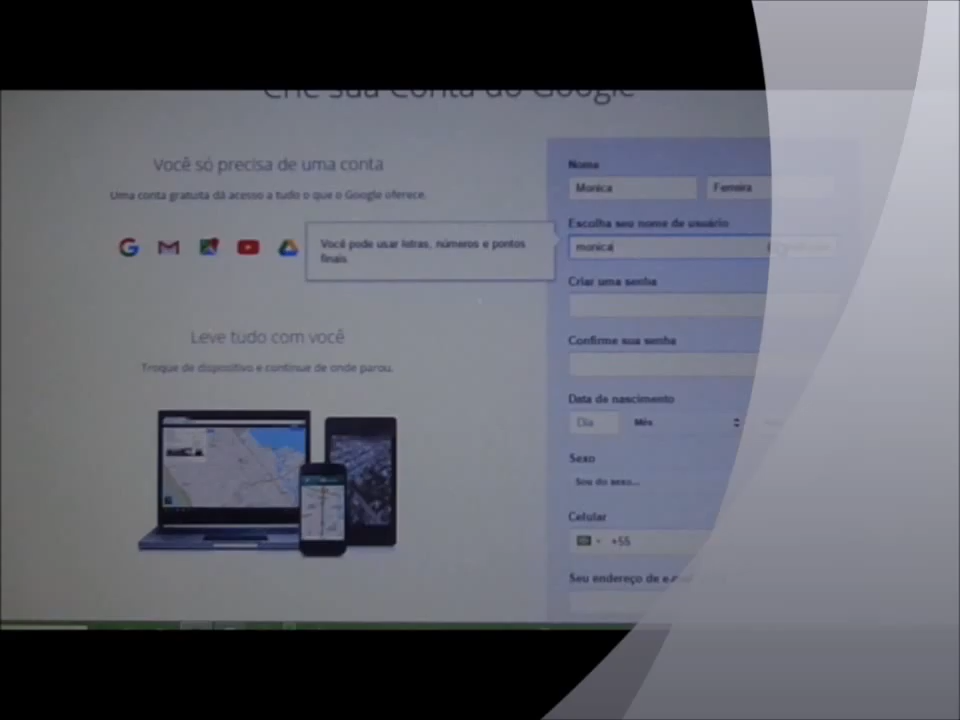 Crie sua Conta do Google
Você só precisa de uma conta
Uma conta gratuita dá acesso a tudo o que o Google oferece.
Você pode usar letras, números e pontos
finais.
Leve tudo com você
Troque de dispositivo e continue de onde parou.
Nome
Monica Ferreira
Escolha seu nome de usuário
monica
Criar uma senha
Confirme sua senha
Data de nascimento
Dia Mês
Sexo
Sou do sexo...
Celular
+55
Seu endereço de